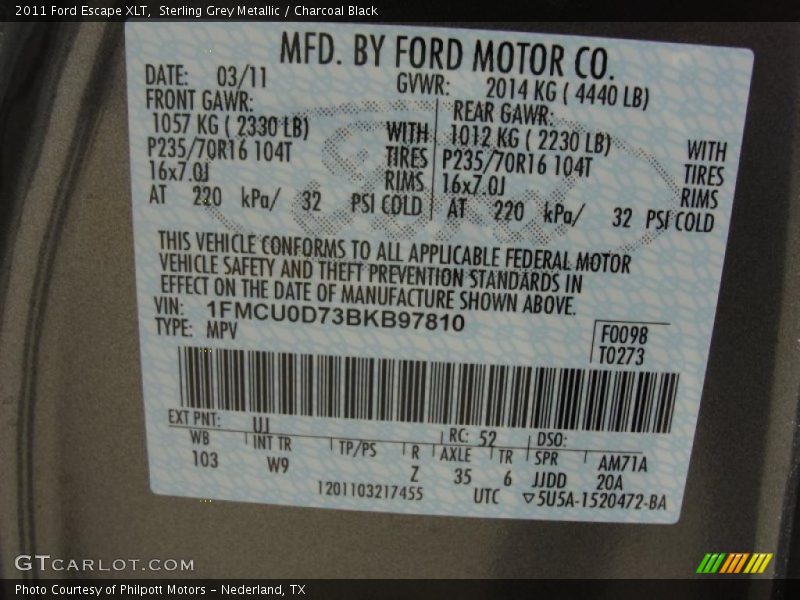 2011 Ford Escape XLT, Sterling Grey Metallic / Charcoal Black
MFD. BY FORD MOTOR CO.
DATE: 03/11 GVWR: 2014 KG ( 4440 LB)
FRONT GAWR: REAR GAWR:
1057 KG ( 2330 LB) WITH 1012 KG ( 2230 LB) WITH
P235/70R16 104T TIRES P235/70R16 104T TIRES
16x7.0J RIMS 16x7.0J RIMS
AT 220 kPa/ 32 PSI COLD AT 220 kPa/ 32 PSI COLD
THIS VEHICLE CONFORMS TO ALL APPLICABLE FEDERAL MOTOR
VEHICLE SAFETY AND THEFT PREVENTION STANDARDS IN
EFFECT ON THE DATE OF MANUFACTURE SHOWN ABOVE.
VIN: 1FMCU0D73BKB97810
TYPE: MPV
F0098
T0273
EXT PNT: UJ RC: 52 DSO:
WB INT TR TP/PS R AXLE TR SPR AM71A
103 W9 Z 35 6 JJDD 20A
1201103217455 UTC ▽5U5A-1520472-BA
GTCARLOT.COM
Photo Courtesy of Philpott Motors - Nederland, TX